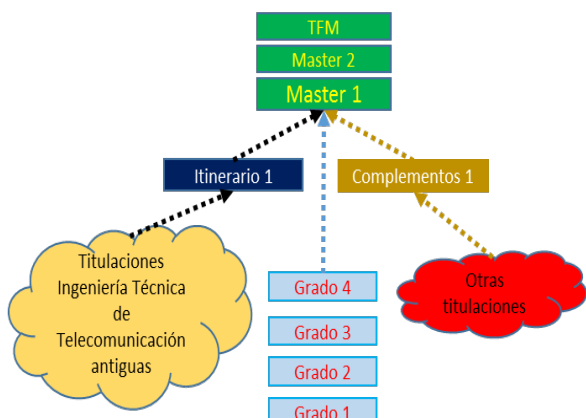 TFM
Master 2
Master 1
Itinerario 1
Complementos 1
Titulaciones
Ingeniería Técnica
de
Telecomunicación
antiguas
Otras
titulaciones
Grado 4
Grado 3
Grado 2
Grado 1